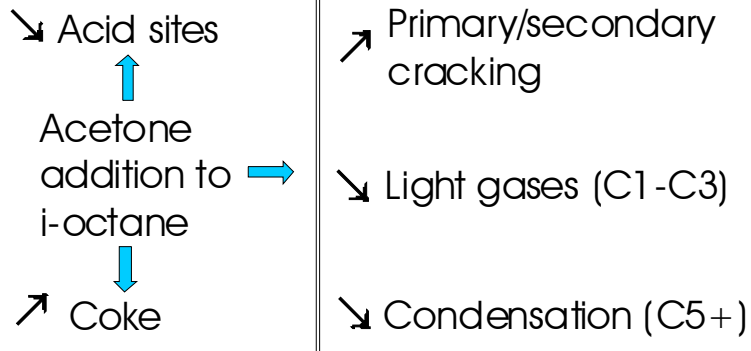 Acid sites
Acetone
addition to
i-octane
Coke
Primary/secondary
cracking
Light gases (C1-C3)
Condensation (C5+)